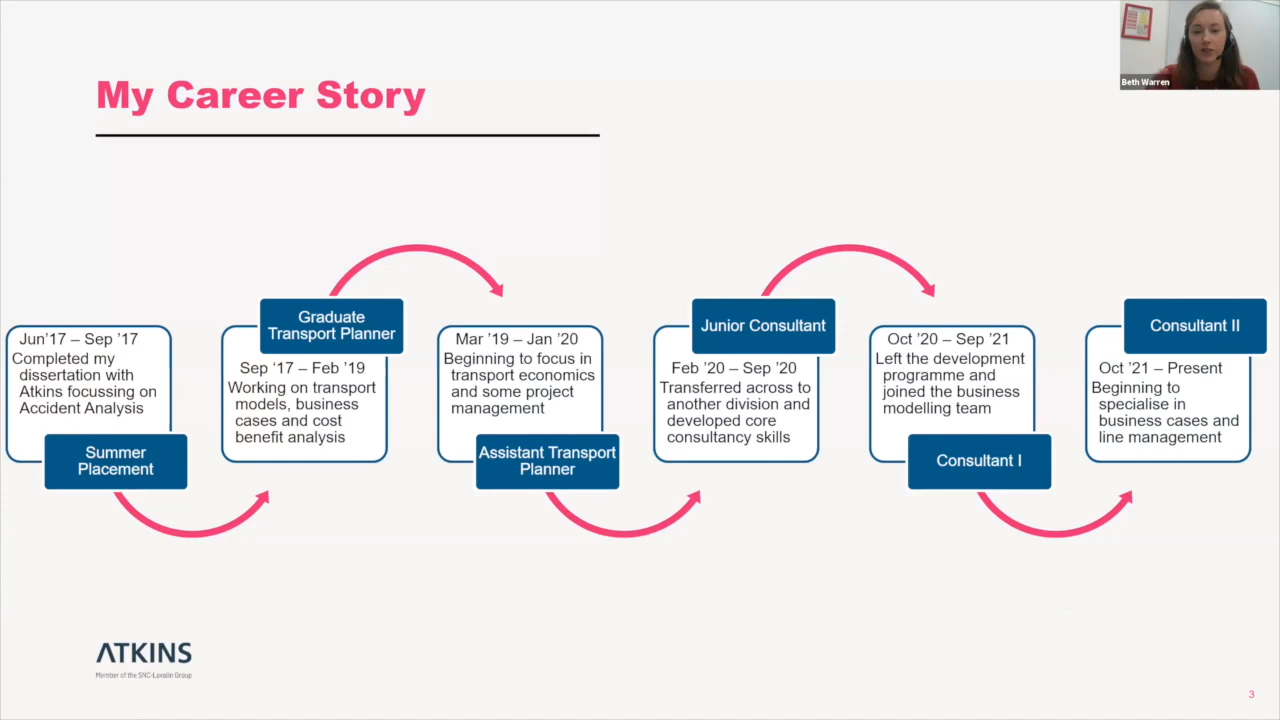 Beth Warren
My Career Story
Jun'17 – Sep '17
Completed my
dissertation with
Atkins focussing on
Accident Analysis
Summer
Placement
Graduate
Transport Planner
Sep '17 – Feb '19
Working on transport
models, business
cases and cost
benefit analysis
Mar '19 – Jan '20
Beginning to focus in
transport economics
and some project
management
Assistant Transport
Planner
Junior Consultant
Feb '20 – Sep '20
Transferred across to
another division and
developed core
consultancy skills
Oct '20 – Sep '21
Left the development
programme and
joined the business
modelling team
Consultant I
Consultant II
Oct '21 – Present
Beginning to
specialise in
business cases and
line management
ATKINS
Member of the SNC-Lavalin Group
3